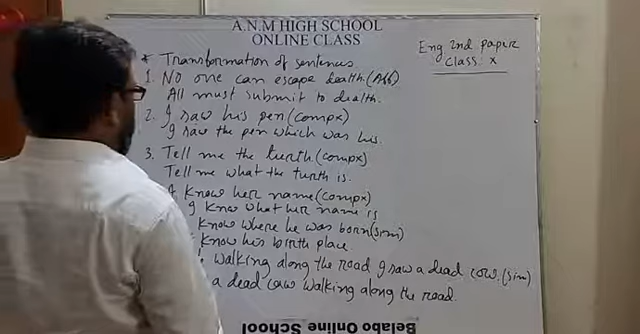 A.N.M HIGH SCHOOL
ONLINE CLASS
Eng 2nd paper
Class: x
* Transformation of sentences
1. No one can escape death. (Aff)
All must submit to death.
2. I saw his pen (compx)
I saw the pen which was his.
3. Tell me the turth. (compx)
Tell me what the turth is.
I know her name (compx)
I know what her name is
know where he was born (sim)
know his birth place
walking along the road I saw a dead cow. (sim)
a dead cow walking along the road.
Belabo Online School